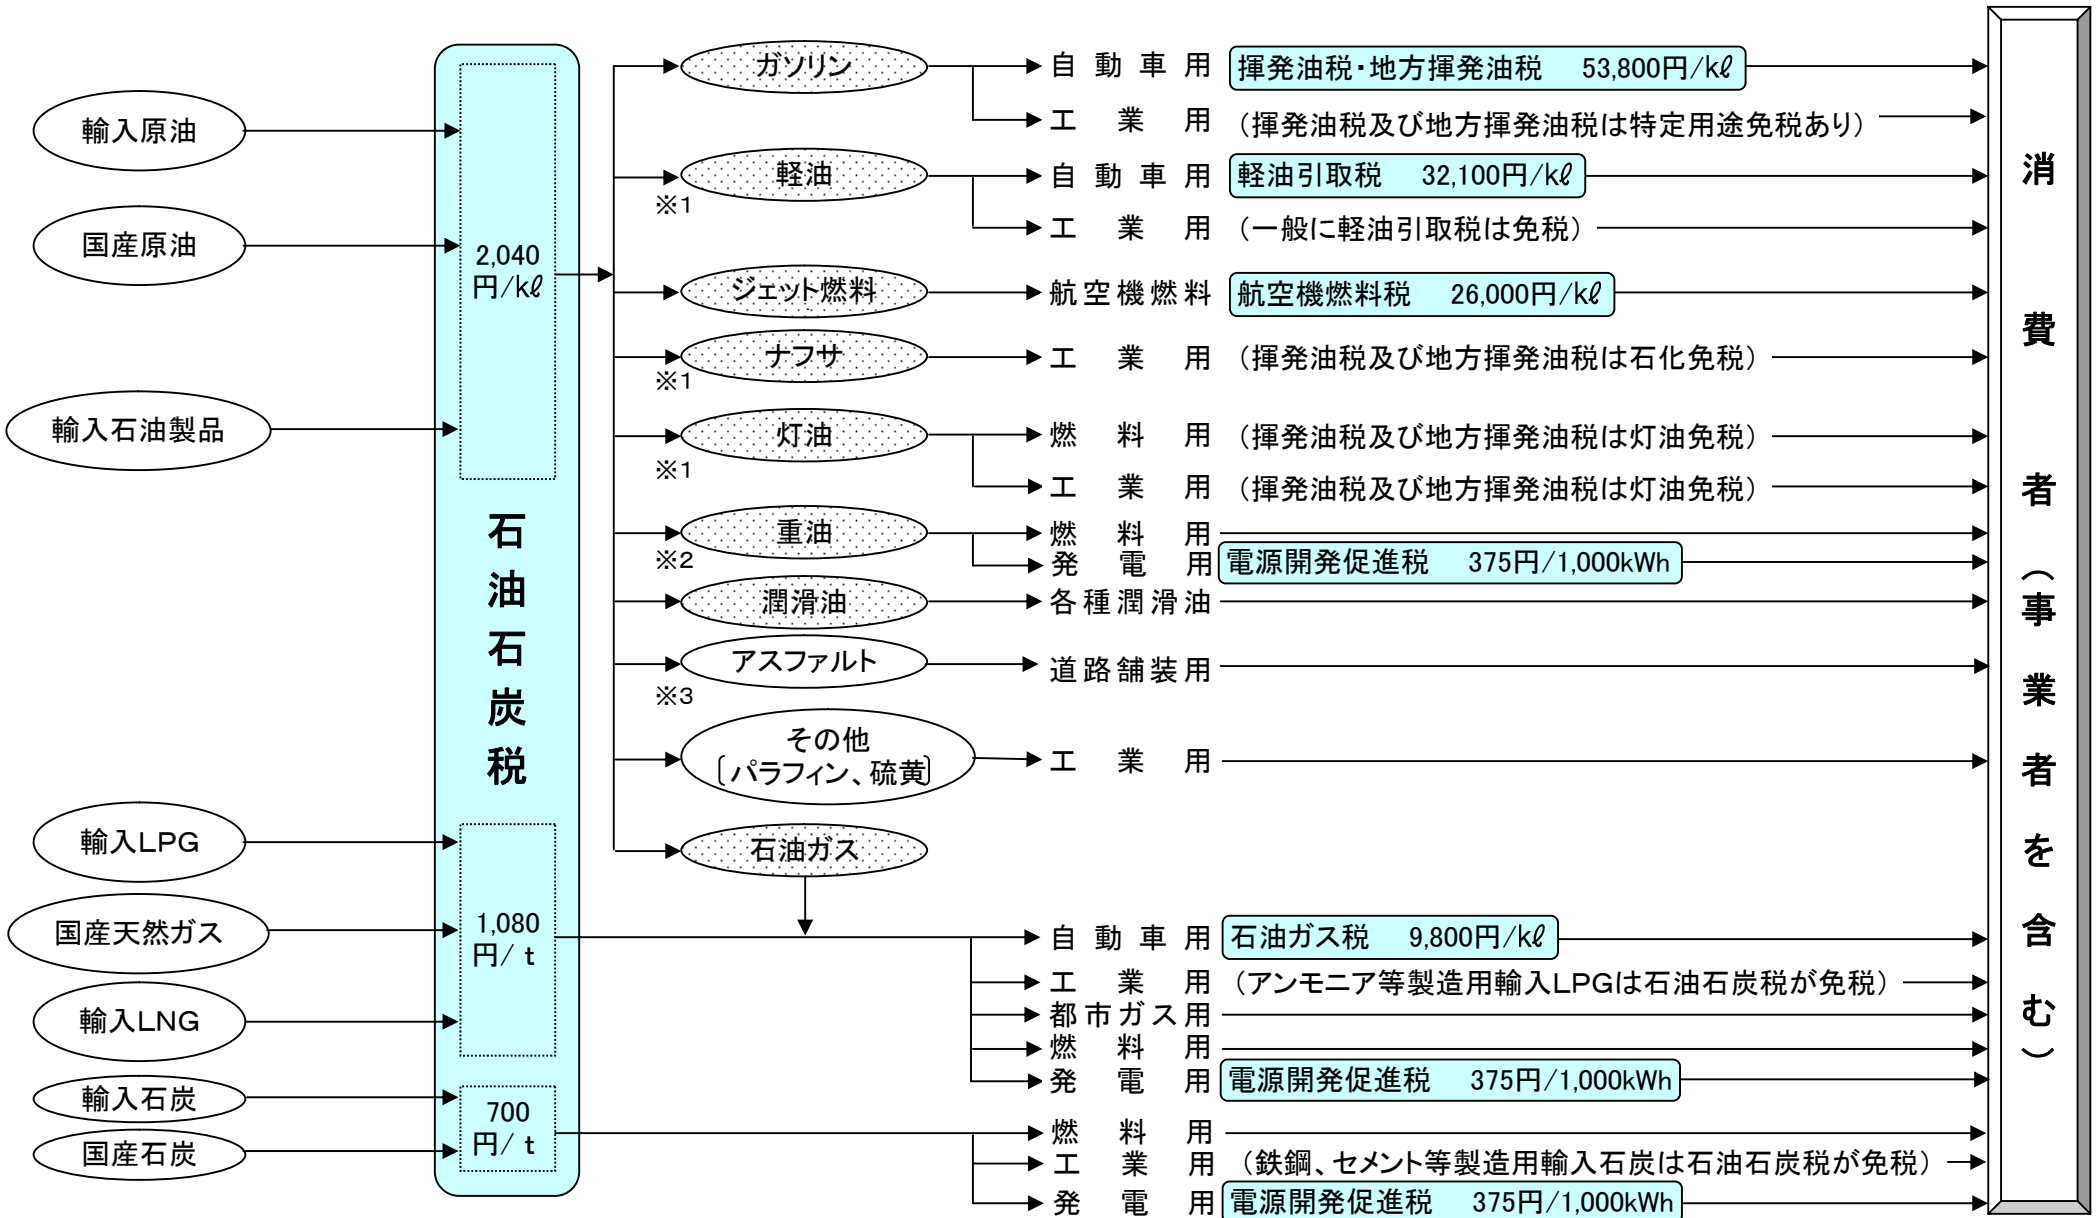 輸入原油
国産原油
輸入石油製品
輸入LPG
国産天然ガス
輸入LNG
輸入石炭
国産石炭
2,040
円/kℓ
石油石炭税
1,080
円/ t
700
円/ t
ガソリン
自動車用 揮発油税・地方揮発油税 53,800円/kℓ
工業用 (揮発油税及び地方揮発油税は特定用途免税あり)
軽油
※1
自動車用 軽油引取税 32,100円/kℓ
工業用 (一般に軽油引取税は免税)
ジェット燃料
航空機燃料 航空機燃料税 26,000円/kℓ
ナフサ
※1
工業用 (揮発油税及び地方揮発油税は石化免税)
灯油
※1
燃料用 (揮発油税及び地方揮発油税は灯油免税)
工業用 (揮発油税及び地方揮発油税は灯油免税)
重油
※2
燃料用
発電用 電源開発促進税 375円/1,000kWh
潤滑油
各種潤滑油
アスファルト
※3
道路舗装用
その他
〔パラフィン、硫黄〕
工業用
石油ガス
自動車用 石油ガス税 9,800円/kℓ
工業用 (アンモニア等製造用輸入LPGは石油石炭税が免税)
都市ガス用
燃料用
発電用 電源開発促進税 375円/1,000kWh
燃料用
工業用 (鉄鋼、セメント等製造用輸入石炭は石油石炭税が免税)
発電用 電源開発促進税 375円/1,000kWh
消費者(事業者を含む)